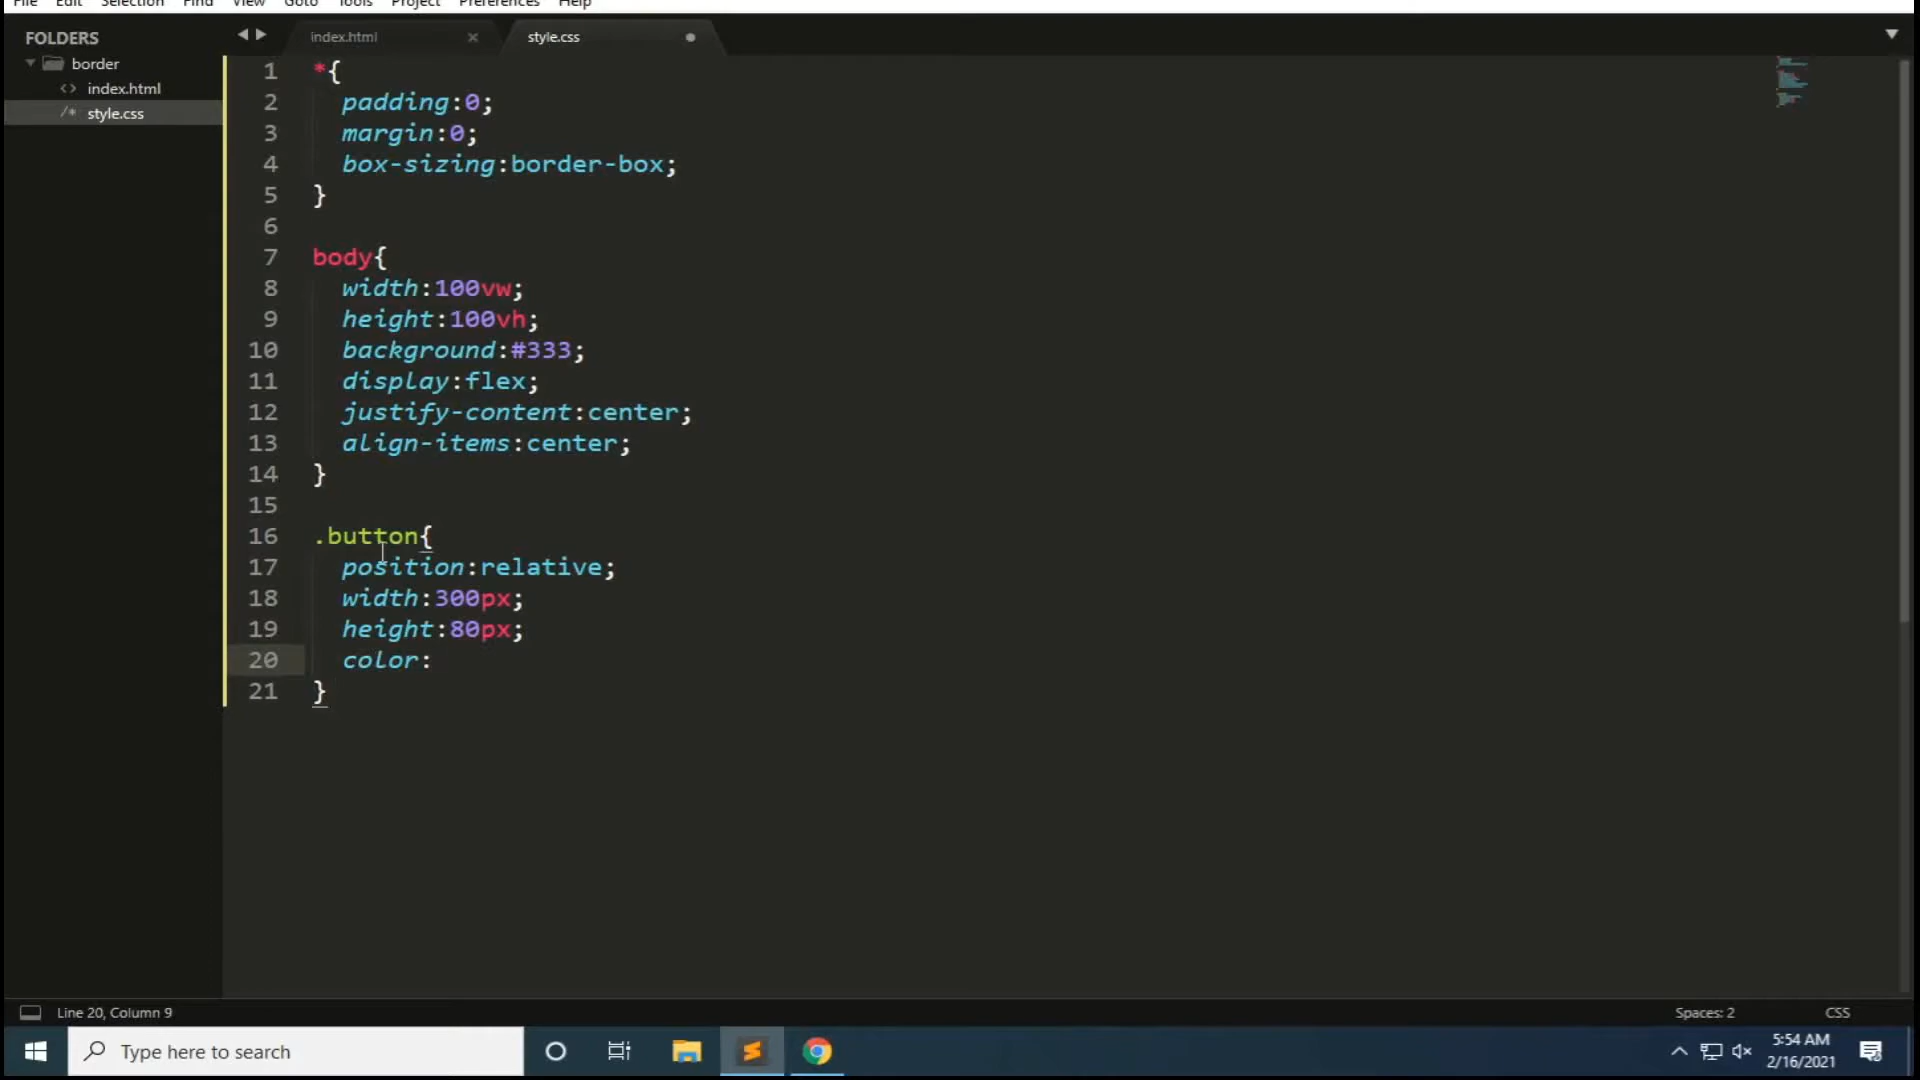 File Edit Selection Find View Goto Tools Project Preferences Help
FOLDERS
border
<> index.html
/* style.css
index.html
style.css
1 *{
2 padding:0;
3 margin:0;
4 box-sizing:border-box;
5 }
6
7 body{
8 width:100vw;
9 height:100vh;
10 background:#333;
11 display:flex;
12 justify-content:center;
13 align-items:center;
14 }
15
16 .button{
17 position:relative;
18 width:300px;
19 height:80px;
20 color:
21 }
Line 20, Column 9
Spaces: 2
CSS
Type here to search
5:54 AM
2/16/2021